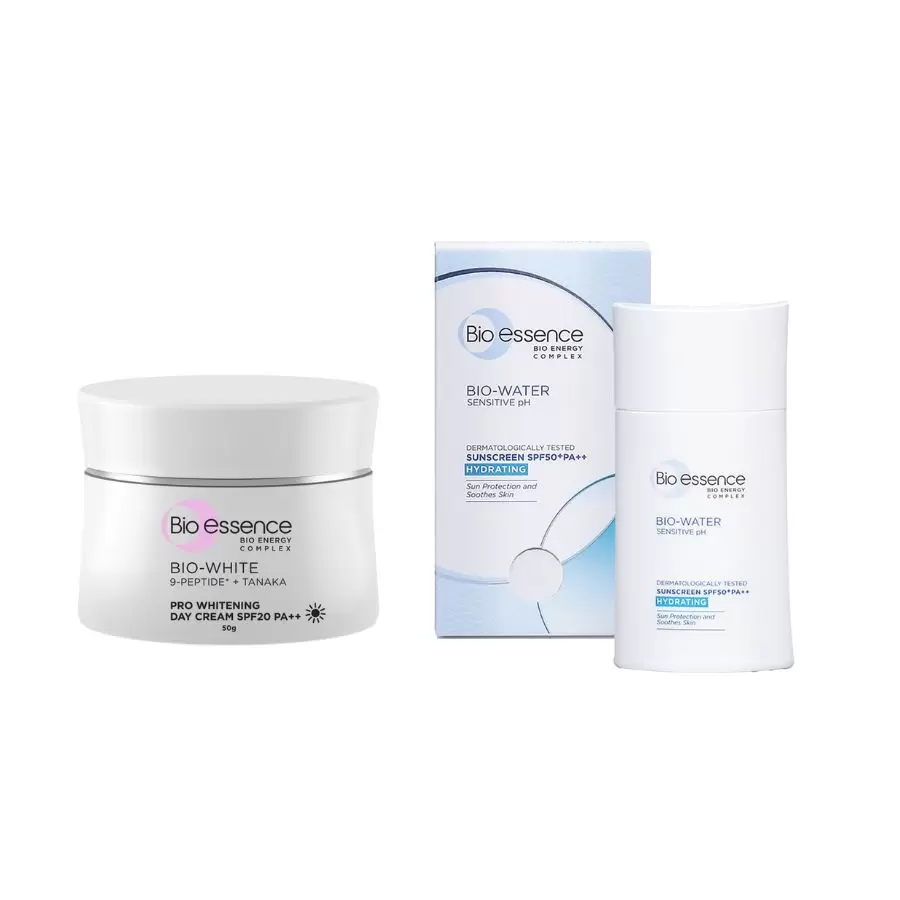 Bio essence
BIO ENERGY
COMPLEX
BIO-WHITE
9-PEPTIDE* + TANAKA
PRO WHITENING
DAY CREAM SPF20 PA++
50g
Bio essence
BIO ENERGY
COMPLEX
BIO-WATER
SENSITIVE pH
DERMATOLOGICALLY TESTED
SUNSCREEN SPF50+PA++
HYDRATING
Sun Protection and
Soothes Skin
Bio essence
BIO ENERGY
COMPLEX
BIO-WATER
SENSITIVE pH
DERMATOLOGICALLY TESTED
SUNSCREEN SPF50+PA++
HYDRATING
Sun Protection and
Soothes Skin